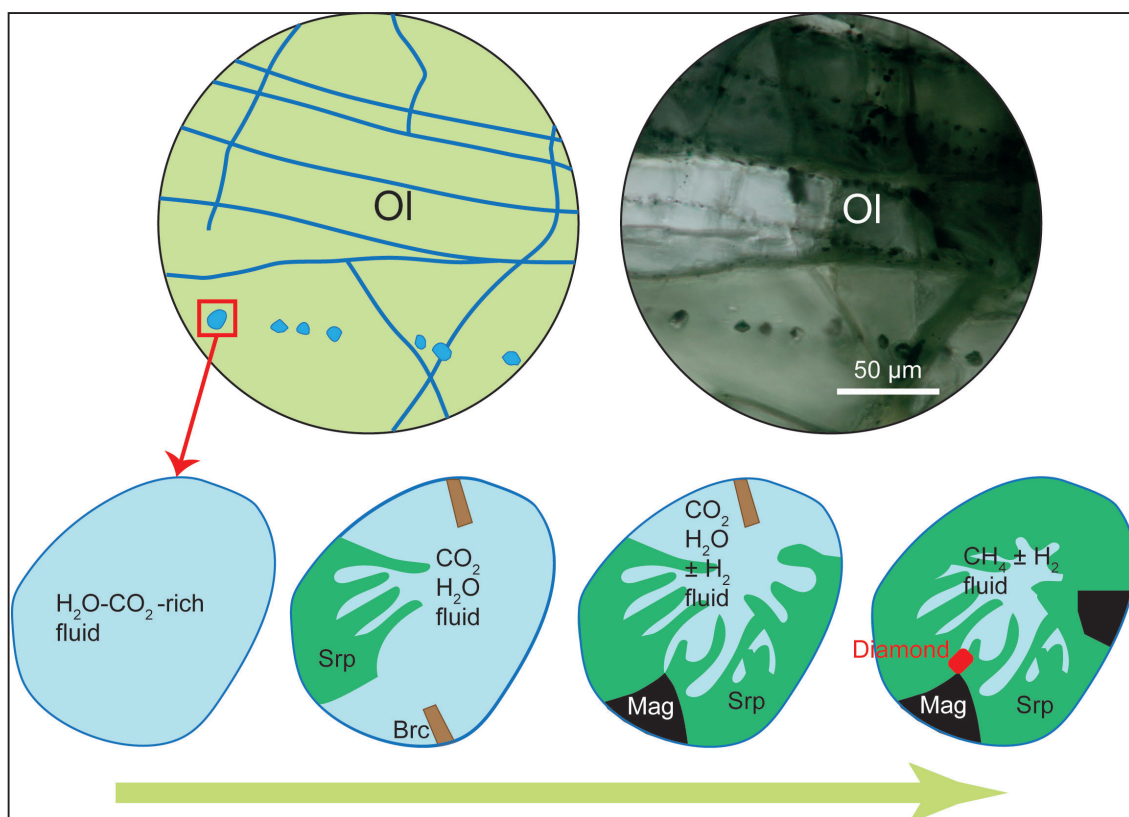 Ol
Ol
50 µm
H₂O-CO₂-rich
fluid
CO₂
H₂O
fluid
Srp
Brc
CO₂
H₂O
± H₂
fluid
Mag
Srp
CH₄ ± H₂
fluid
Diamond
Mag
Srp